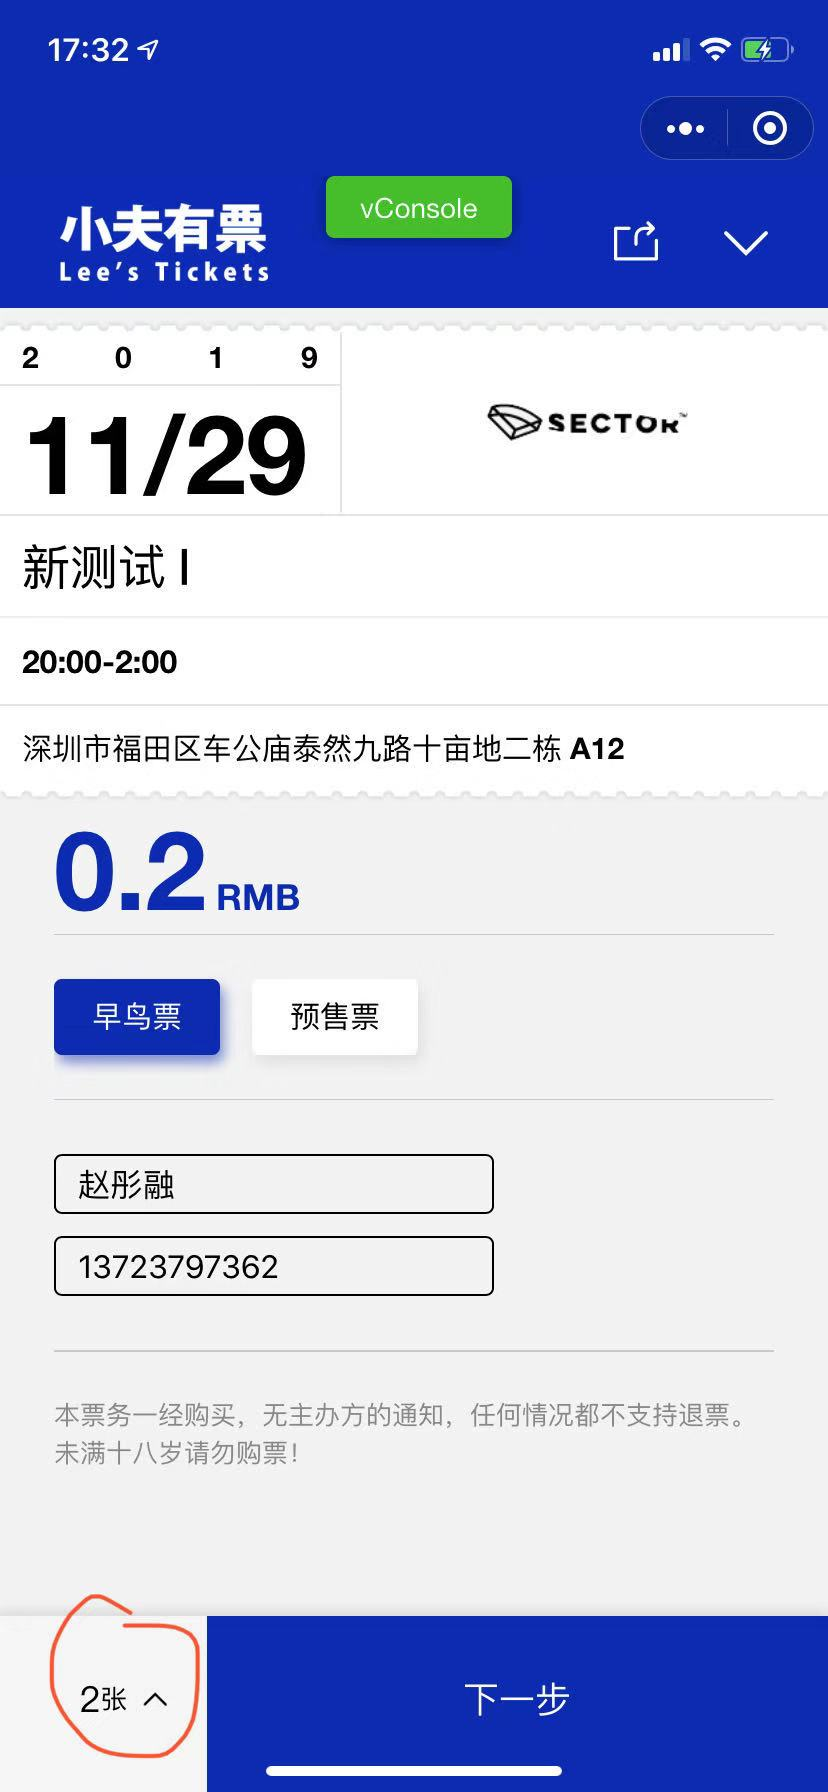 17:32
小夫有票
Lee's Tickets
vConsole
2 0 1 9
11/29
SECTOR™
新测试 I
20:00-2:00
深圳市福田区车公庙泰然九路十亩地二栋 A12
0.2 RMB
早鸟票 预售票
赵彤融
13723797362
本票务一经购买，无主办方的通知，任何情况都不支持退票。
未满十八岁请勿购票！
2张 下一步